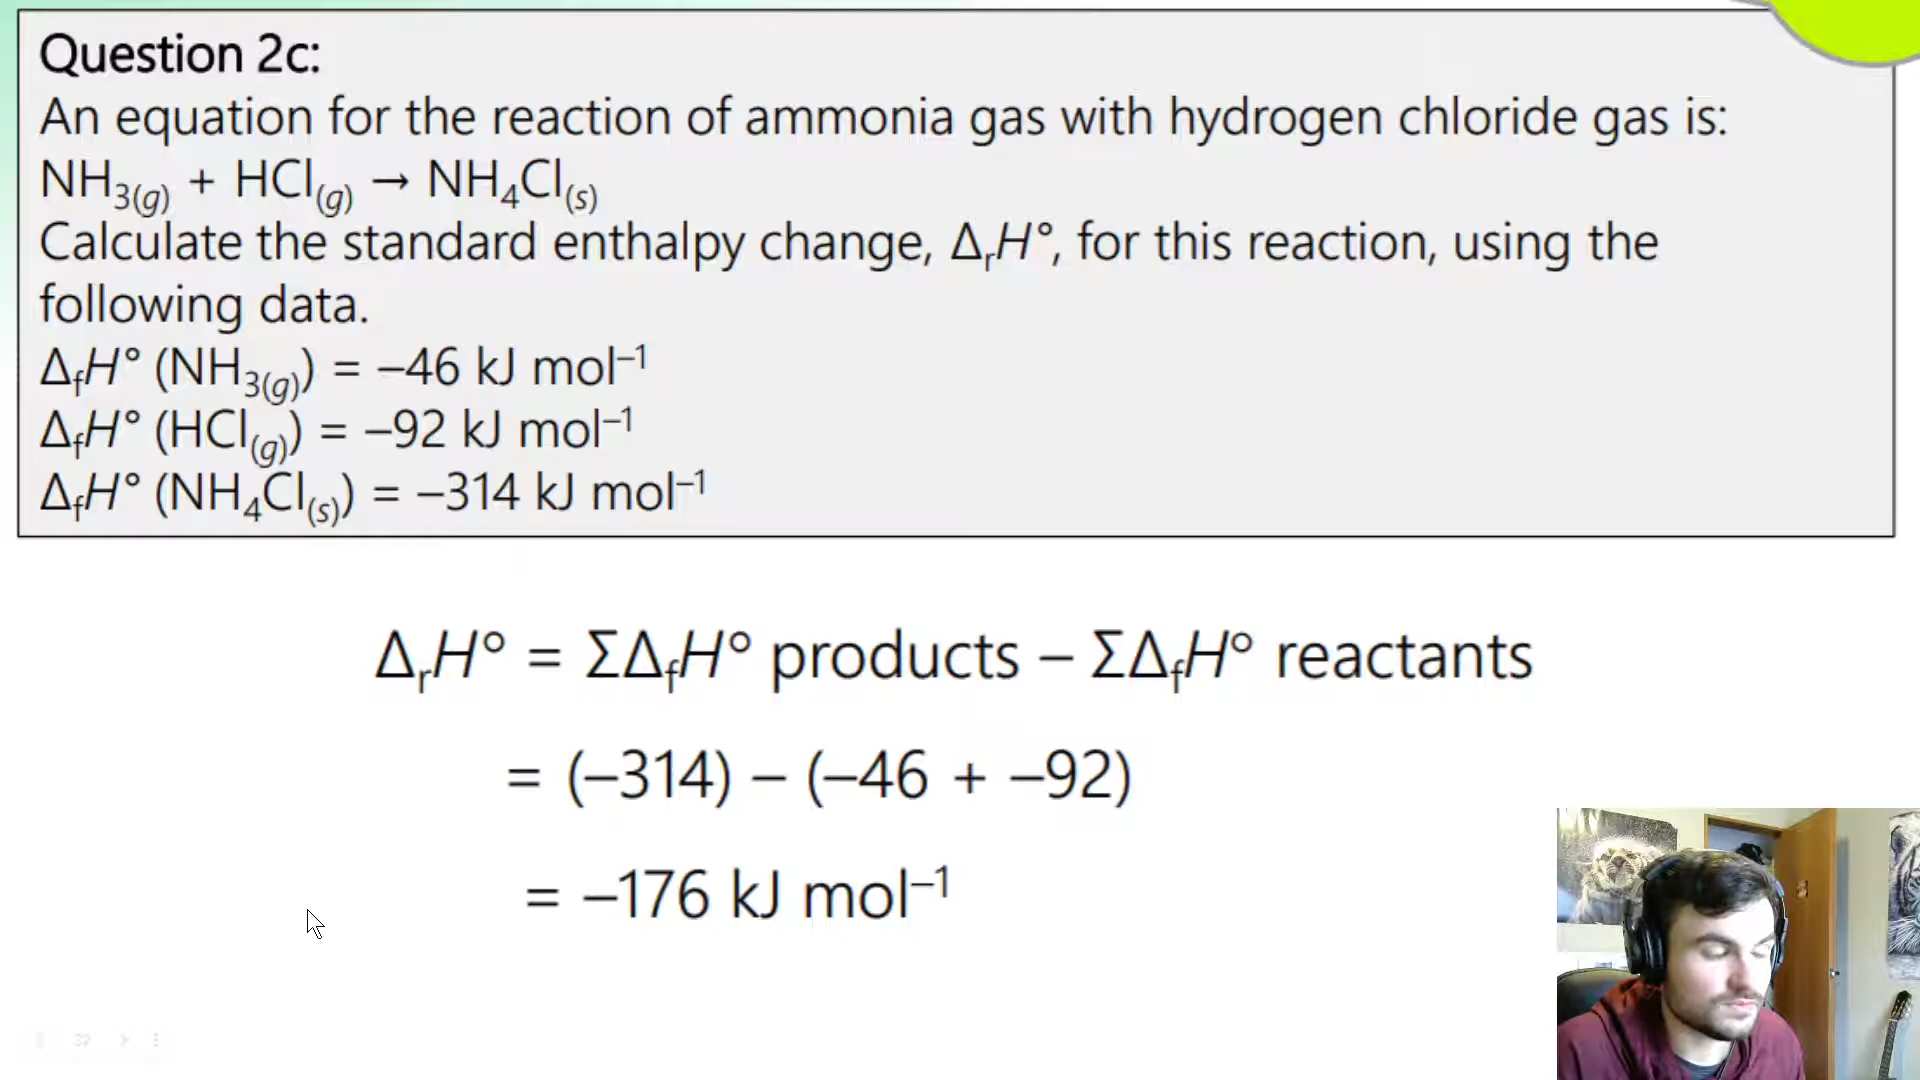 Question 2c:
An equation for the reaction of ammonia gas with hydrogen chloride gas is:
NH₃₍g₎ + HCl₍g₎ → NH₄Cl₍s₎
Calculate the standard enthalpy change, ΔᵣH°, for this reaction, using the
following data.
ΔfH° (NH₃₍g₎) = –46 kJ mol⁻¹
ΔfH° (HCl₍g₎) = –92 kJ mol⁻¹
ΔfH° (NH₄Cl₍s₎) = –314 kJ mol⁻¹
ΔᵣH° = ΣΔfH° products – ΣΔfH° reactants
= (–314) – (–46 + –92)
= –176 kJ mol⁻¹
32